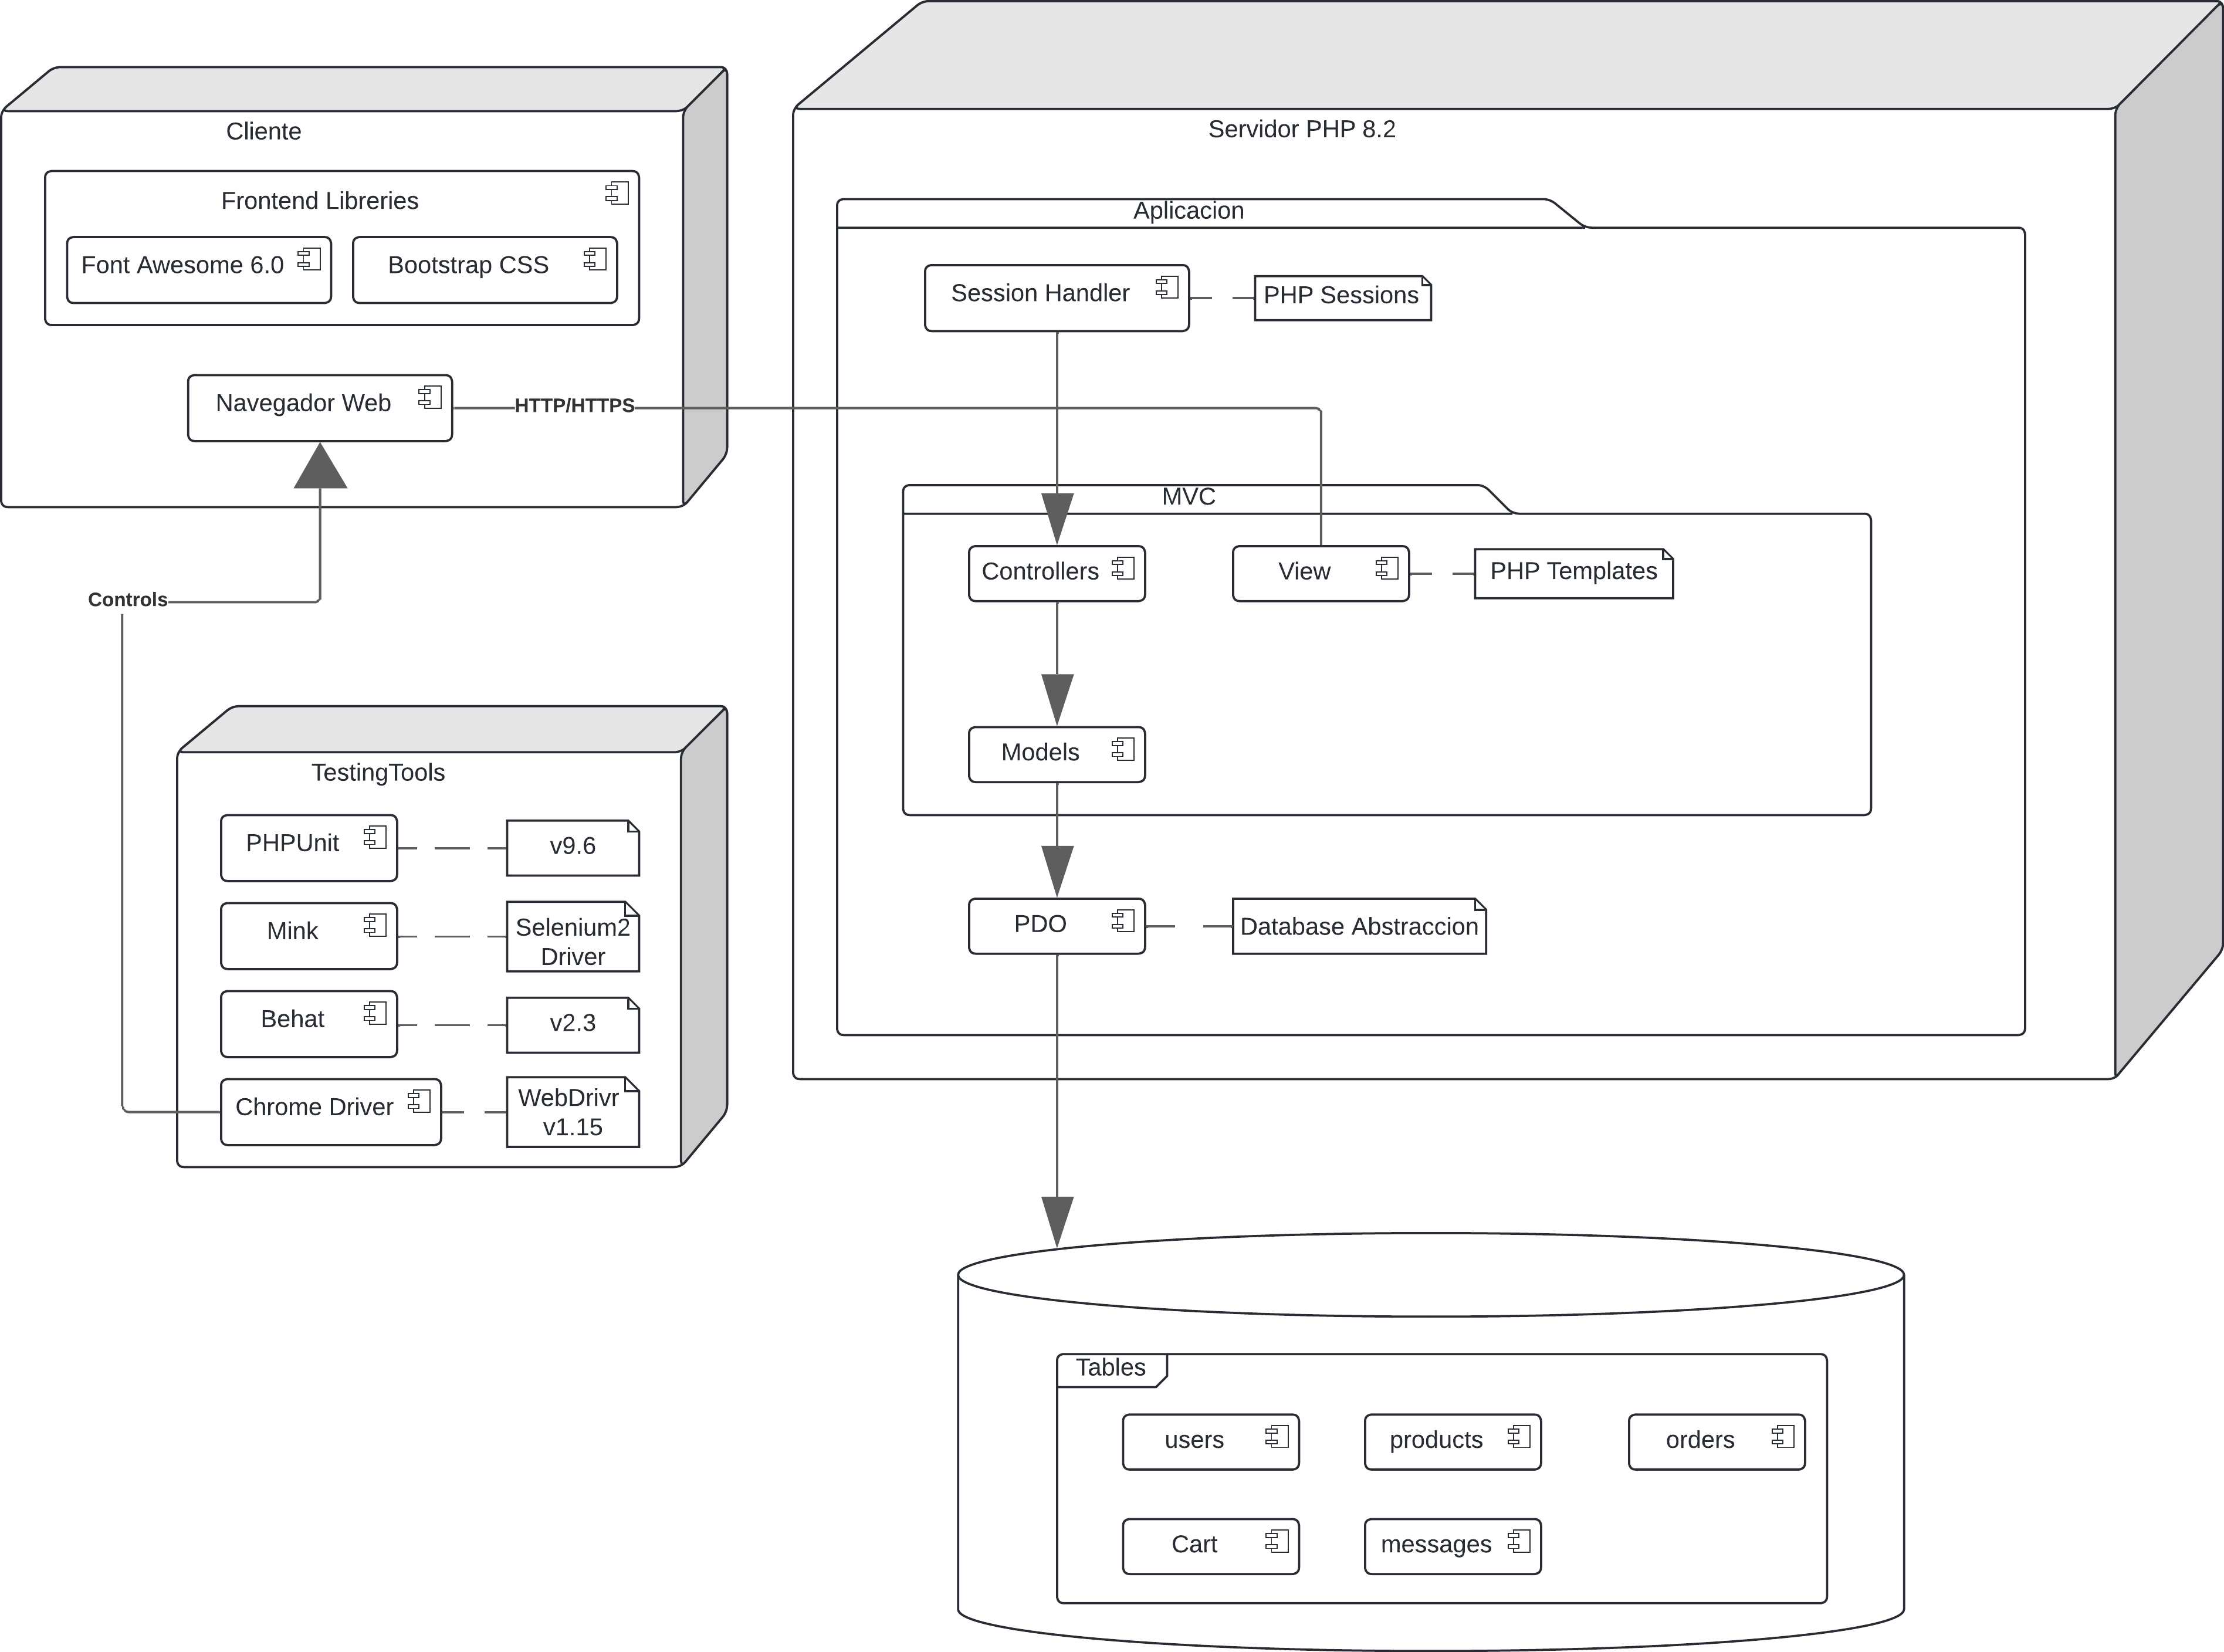 Cliente
Frontend Libreries
Font Awesome 6.0
Bootstrap CSS
Navegador Web
HTTP/HTTPS
Controls
TestingTools
PHPUnit
v9.6
Mink
Selenium2
Driver
Behat
v2.3
Chrome Driver
WebDrivr
v1.15
Servidor PHP 8.2
Aplicacion
Session Handler
PHP Sessions
MVC
Controllers
View
PHP Templates
Models
PDO
Database Abstraccion
Tables
users
products
orders
Cart
messages